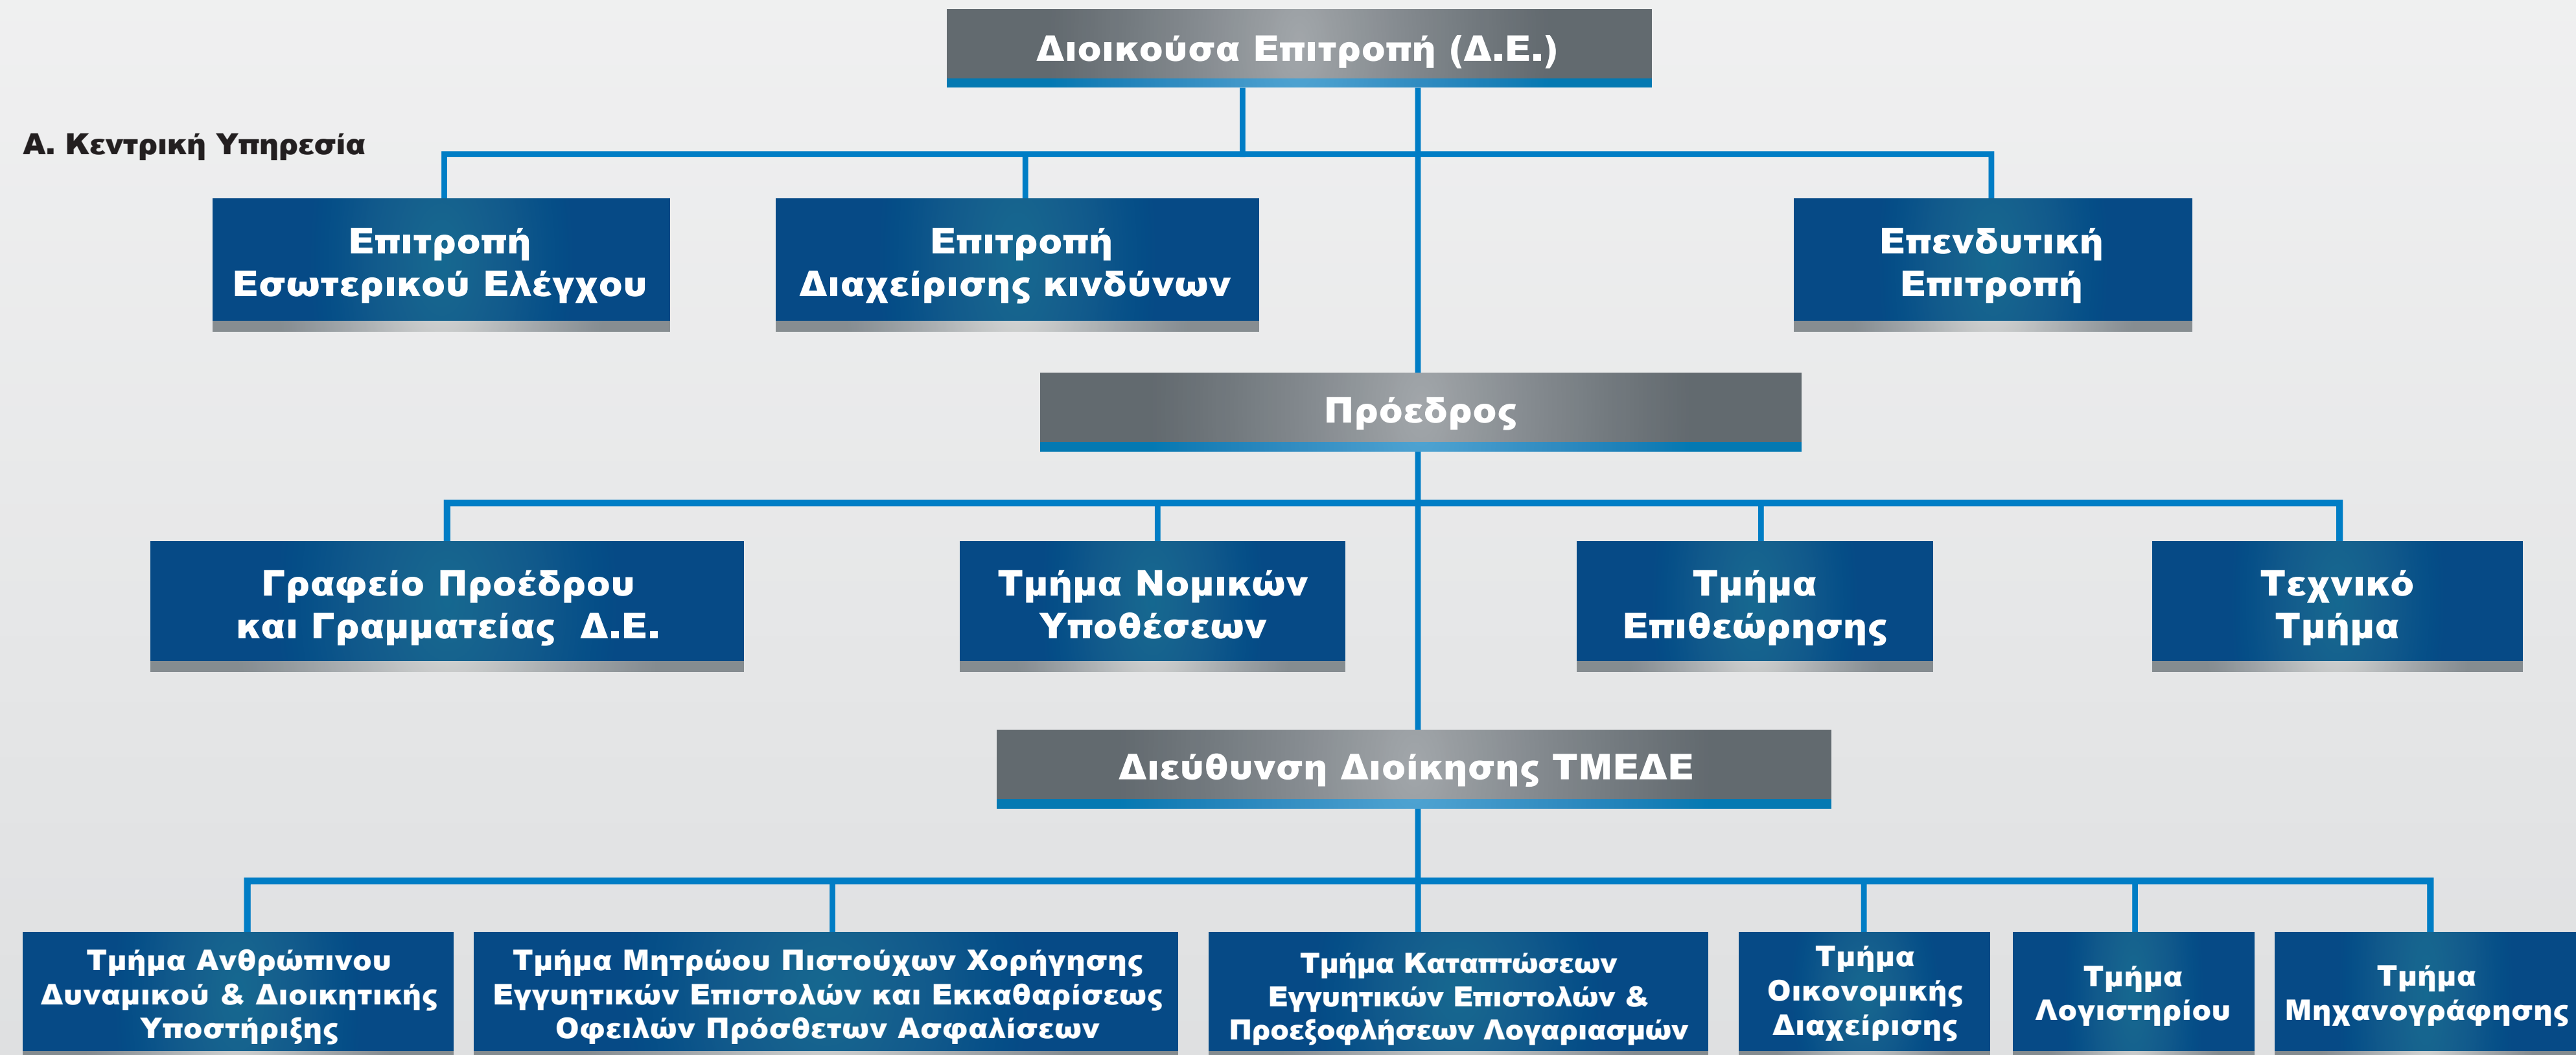 Διοικούσα Επιτροπή (Δ.Ε.)
Α. Κεντρική Υπηρεσία
Επιτροπή
Εσωτερικού Ελέγχου
Επιτροπή
Διαχείρισης κινδύνων
Επενδυτική
Επιτροπή
Πρόεδρος
Γραφείο Προέδρου
και Γραμματείας Δ.Ε.
Τμήμα Νομικών
Υποθέσεων
Τμήμα
Επιθεώρησης
Τεχνικό
Τμήμα
Διεύθυνση Διοίκησης ΤΜΕΔΕ
Τμήμα Ανθρώπινου
Δυναμικού & Διοικητικής
Υποστήριξης
Τμήμα Μητρώου Πιστούχων Χορήγησης
Εγγυητικών Επιστολών και Εκκαθαρίσεως
Οφειλών Πρόσθετων Ασφαλίσεων
Τμήμα Καταπτώσεων
Εγγυητικών Επιστολών &
Προεξοφλήσεων Λογαριασμών
Τμήμα
Οικονομικής
Διαχείρισης
Τμήμα
Λογιστηρίου
Τμήμα
Μηχανογράφησης